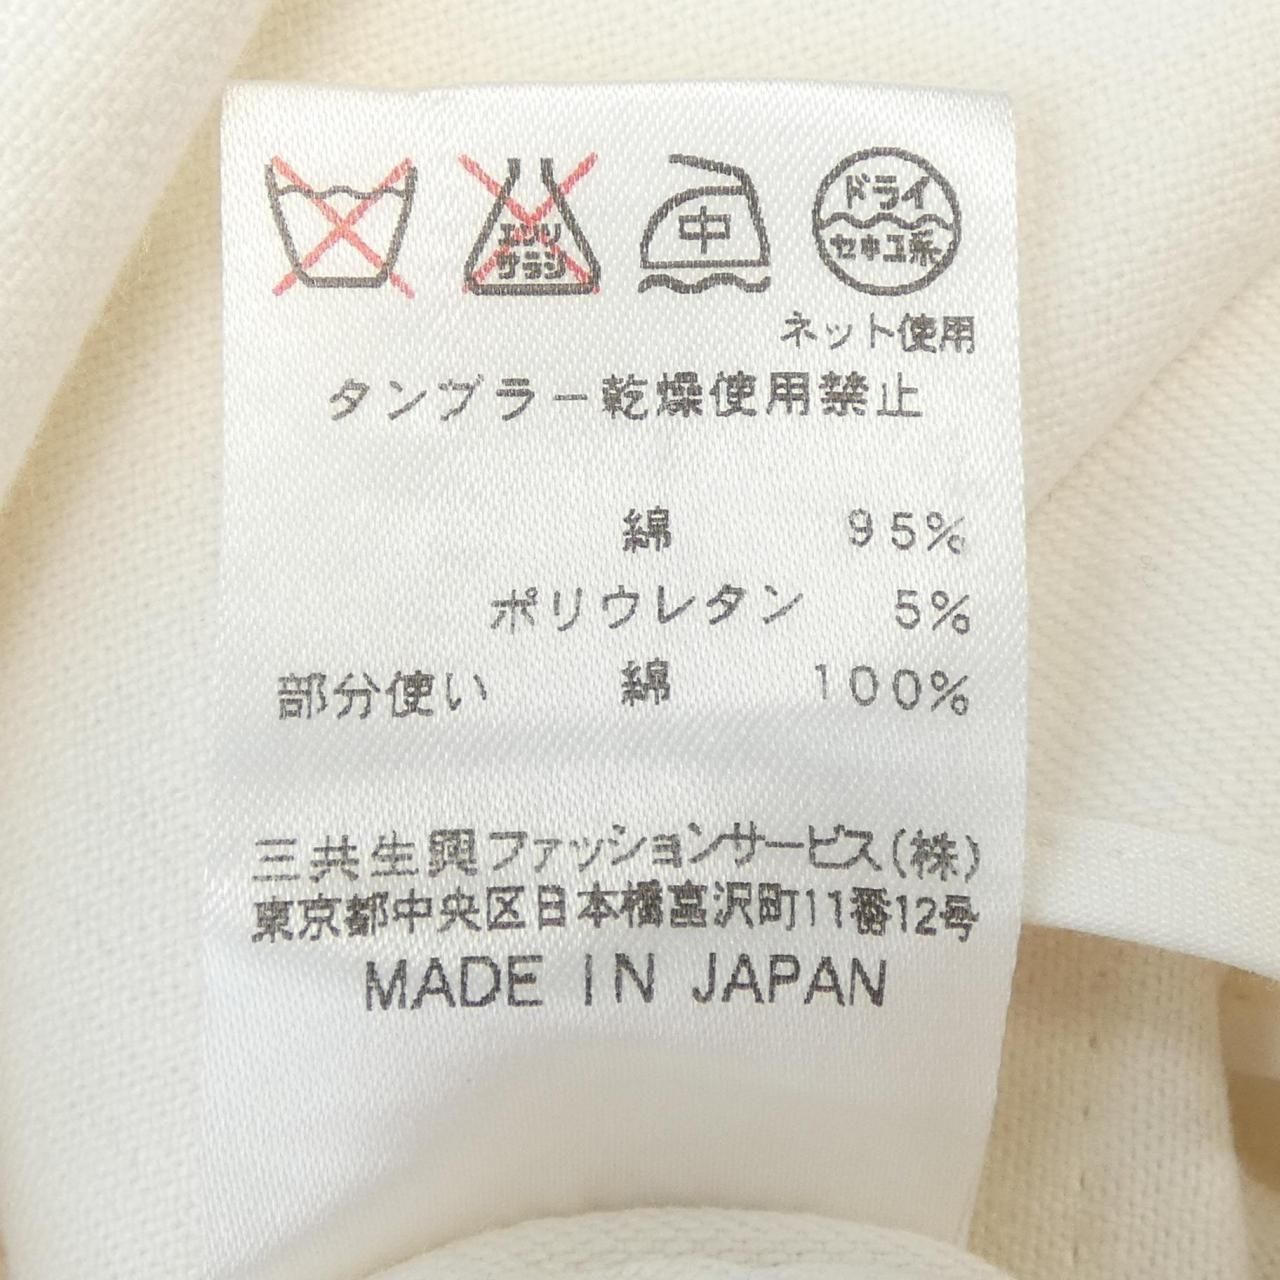 エンソ
サラシ
中
ドライ
セキユ系
ネット使用
タンブラー乾燥使用禁止
綿 95%
ポリウレタン 5%
部分使い 綿 100%
三共生興ファッションサービス(株)
東京都中央区日本橋富沢町11番12号
MADE IN JAPAN